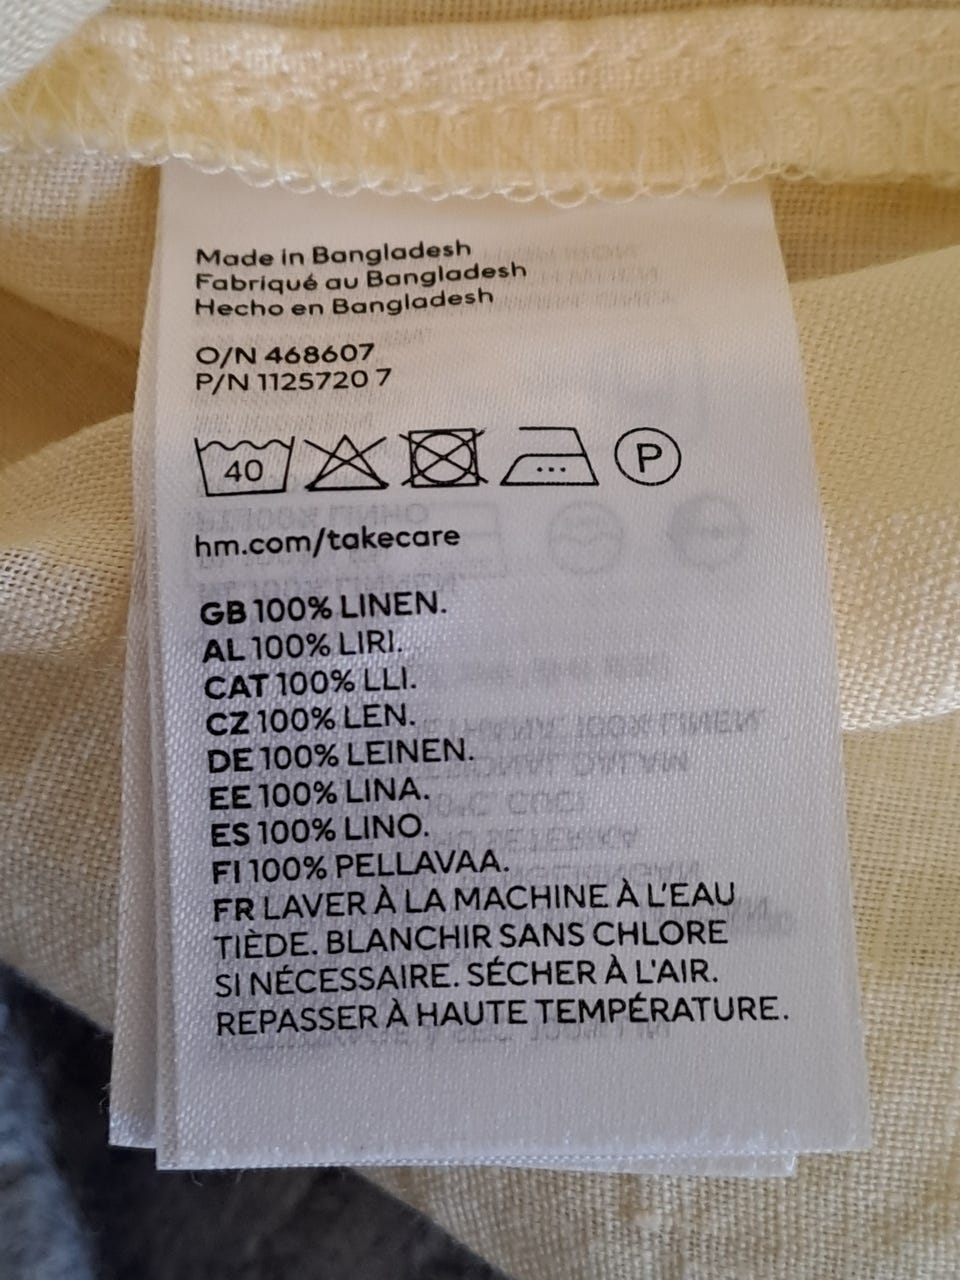 Made in Bangladesh
Fabriqué au Bangladesh
Hecho en Bangladesh
O/N 468607
P/N 1125720 7
40
P
hm.com/takecare
GB 100% LINEN.
AL 100% LIRI.
CAT 100% LLI.
CZ 100% LEN.
DE 100% LEINEN.
EE 100% LINA.
ES 100% LINO.
FI 100% PELLAVAA.
FR LAVER À LA MACHINE À L'EAU
TIÈDE. BLANCHIR SANS CHLORE
SI NÉCESSAIRE. SÉCHER À L'AIR.
REPASSER À HAUTE TEMPÉRATURE.